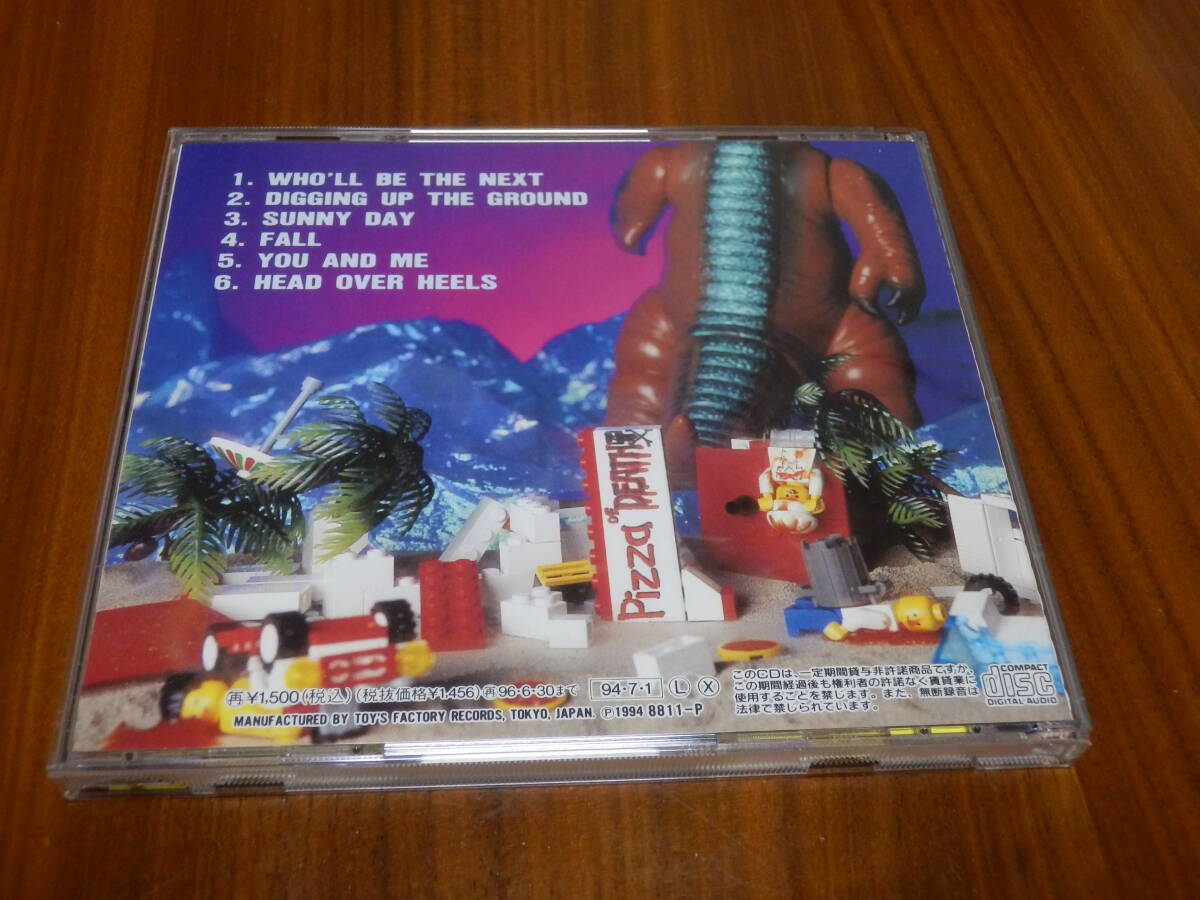 1. WHO'LL BE THE NEXT
2. DIGGING UP THE GROUND
3. SUNNY DAY
4. FALL
5. YOU AND ME
6. HEAD OVER HEELS
Pizza OF DEATH
再¥1,500(税込)(税抜価格¥1,456)再96·6·30まで 94·7·1 L X
MANUFACTURED BY TOY'S FACTORY RECORDS, TOKYO, JAPAN. ℗1994 8811-P
このCDは、一定期間貸与非許諾商品ですが、
この期間経過後も権利者の許諾なく賃貸業に
使用することを禁じます。また、無断録音は
法律で禁じられています。
COMPACT
disc
DIGITAL AUDIO